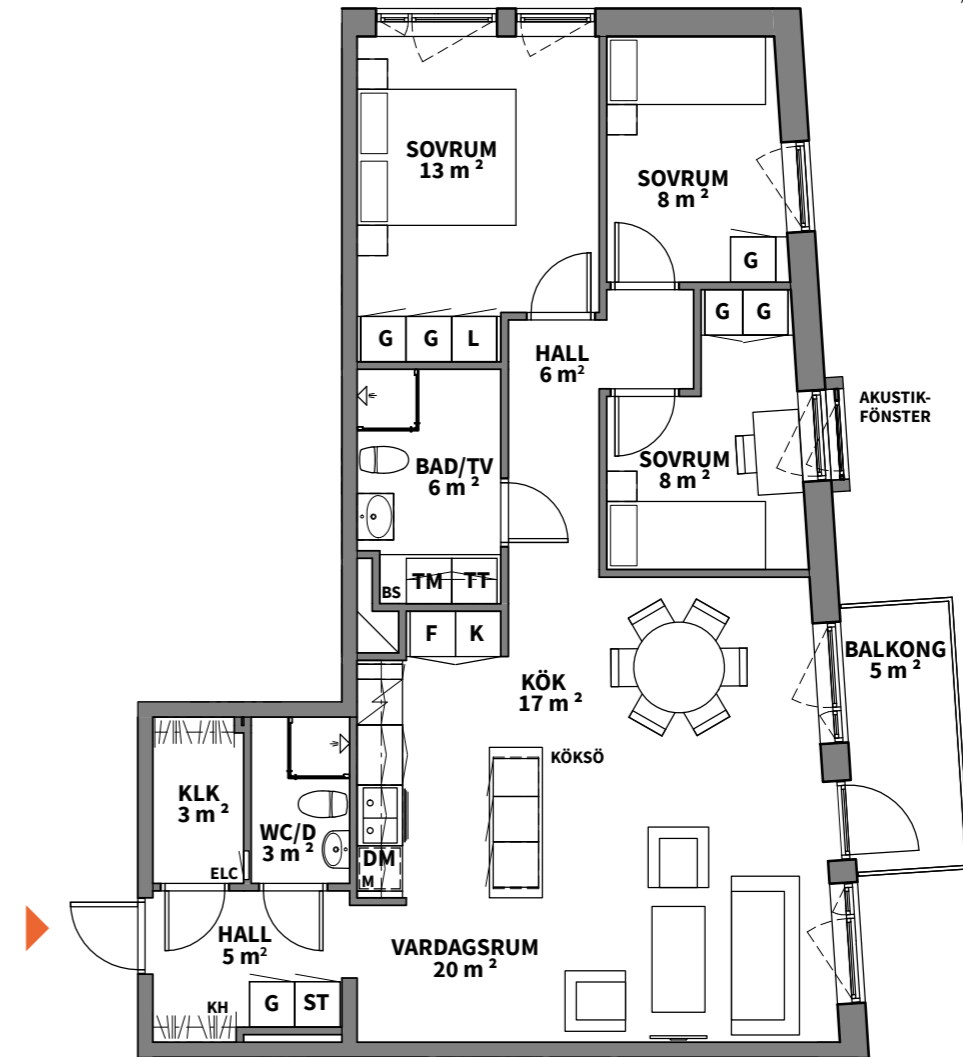 SOVRUM
13 m²
SOVRUM
8 m²
G
G
G
G
G
L
HALL
6 m²
AKUSTIK-
FÖNSTER
BAD/TV
6 m²
SOVRUM
8 m²
BS
TM
TT
F
K
BALKONG
5 m²
KÖK
17 m²
KÖKSÖ
KLK
3 m²
WC/D
3 m²
DM
M
ELC
HALL
5 m²
VARDAGSRUM
20 m²
KH
G
ST